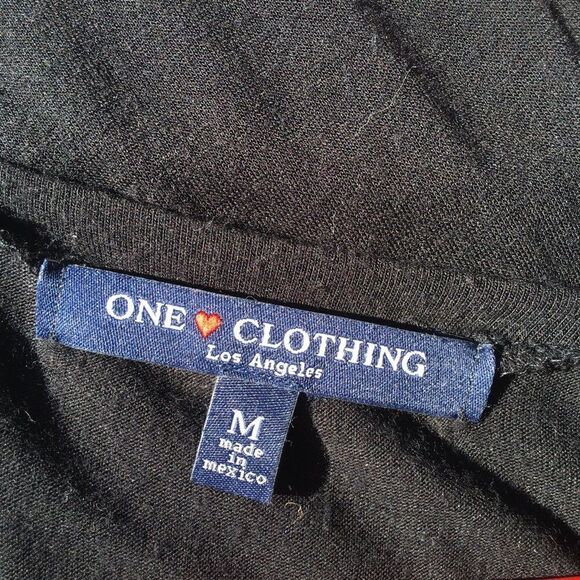 ONE ❤ CLOTHING
Los Angeles
M
made
in
mexico